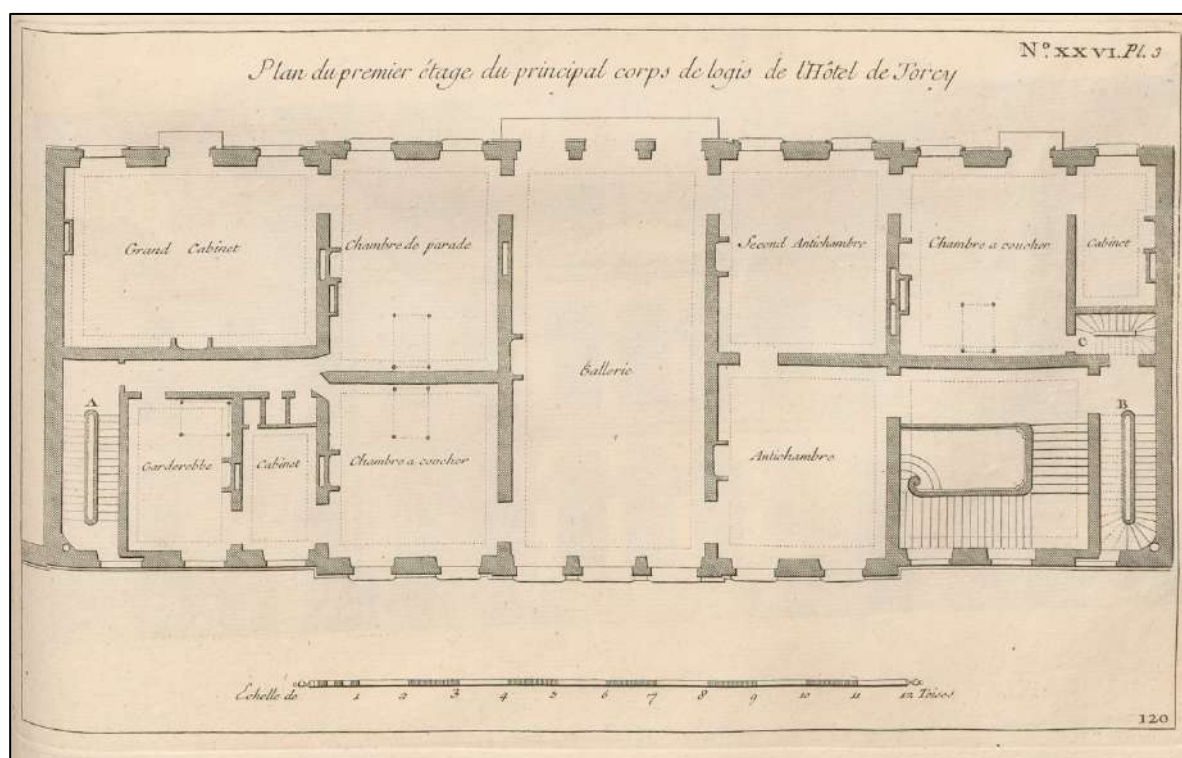 N.º XXVI. Pl. 3
Plan du premier étage du principal corps de logis de l'Hôtel de Torcy
Grand Cabinet
Chambre de parade
Second Antichambre
Chambre a coucher
Cabinet
C
Gallerie
A
B
Garderobbe
Cabinet
Chambre a coucher
Antichambre
Echelle de 1 2 3 4 5 6 7 8 9 10 11 12 Toises
120